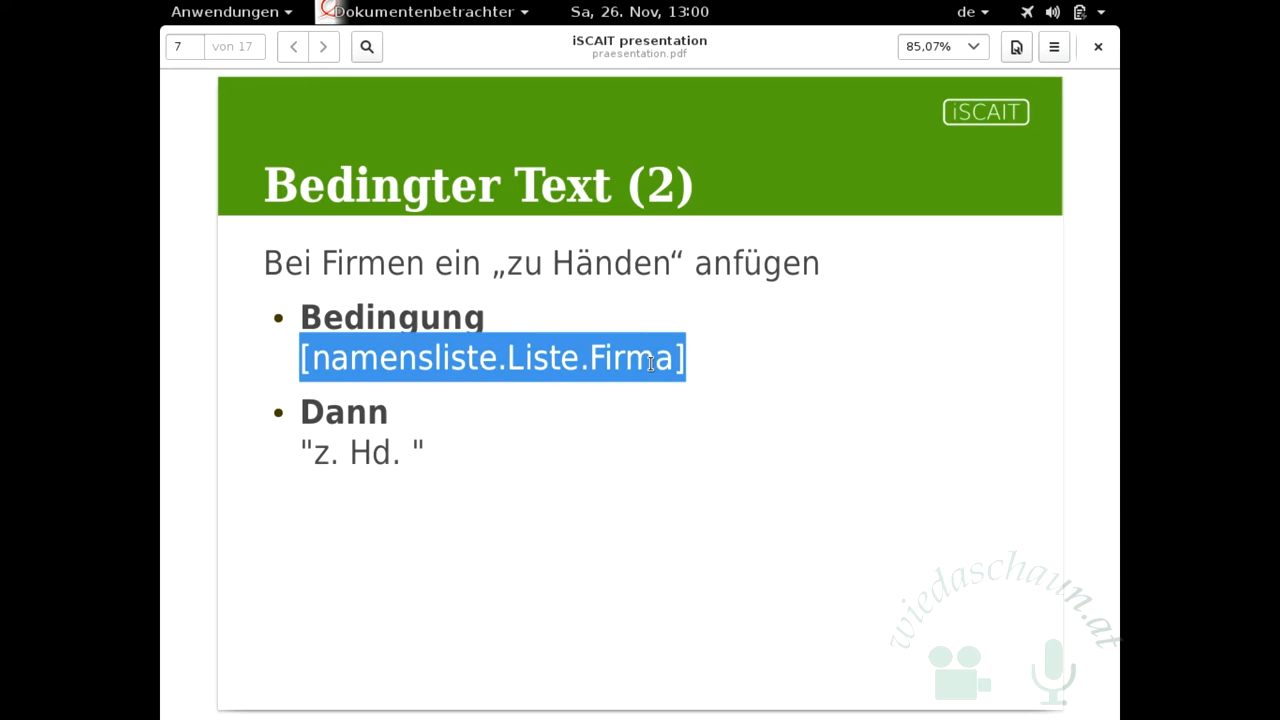 Anwendungen Dokumentenbetrachter Sa, 26. Nov, 13:00 de
7 von 17 iSCAIT presentation 85,07%
praesentation.pdf
iSCAIT
Bedingter Text (2)
Bei Firmen ein „zu Händen“ anfügen
• Bedingung
[namensliste.Liste.Firma]
• Dann
"z. Hd. "
wiedaschaun.at